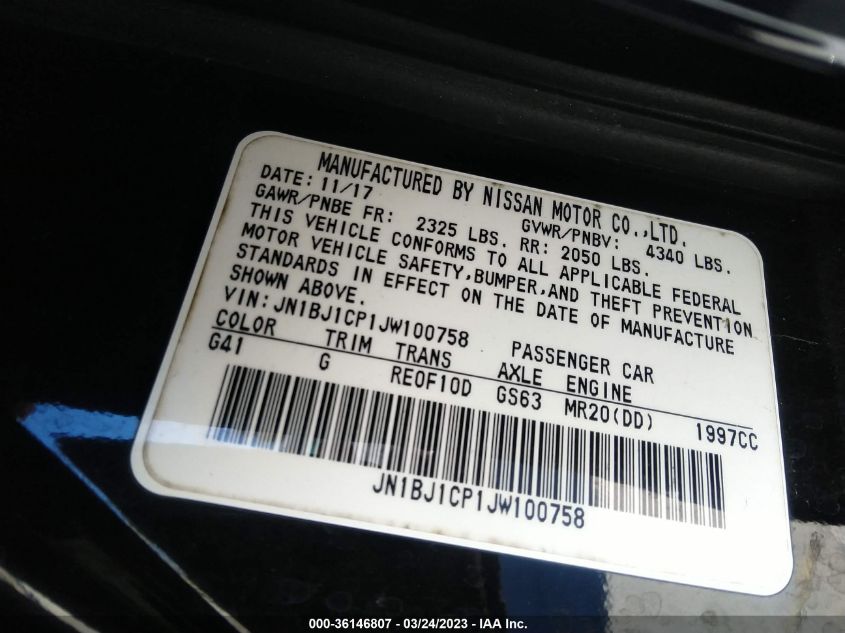 MANUFACTURED BY NISSAN MOTOR CO.,LTD.
DATE: 11/17 GVWR/PNBV: 4340 LBS.
GAWR/PNBE FR: 2325 LBS. RR: 2050 LBS.
THIS VEHICLE CONFORMS TO ALL APPLICABLE FEDERAL
MOTOR VEHICLE SAFETY,BUMPER,AND THEFT PREVENTION
STANDARDS IN EFFECT ON THE DATE OF MANUFACTURE
SHOWN ABOVE.
VIN: JN1BJ1CP1JW100758 PASSENGER CAR
COLOR TRIM TRANS AXLE ENGINE
G41 G RE0F10D GS63 MR20(DD) 1997CC
JN1BJ1CP1JW100758
000-36146807 - 03/24/2023 - IAA Inc.